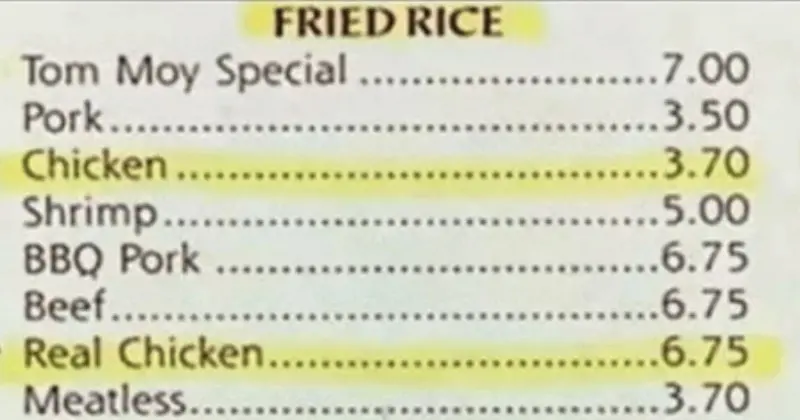 FRIED RICE
Tom Moy Special ......................7.00
Pork.....................................3.50
Chicken ................................3.70
Shrimp.................................5.00
BBQ Pork .............................6.75
Beef.....................................6.75
Real Chicken..........................6.75
Meatless................................3.70